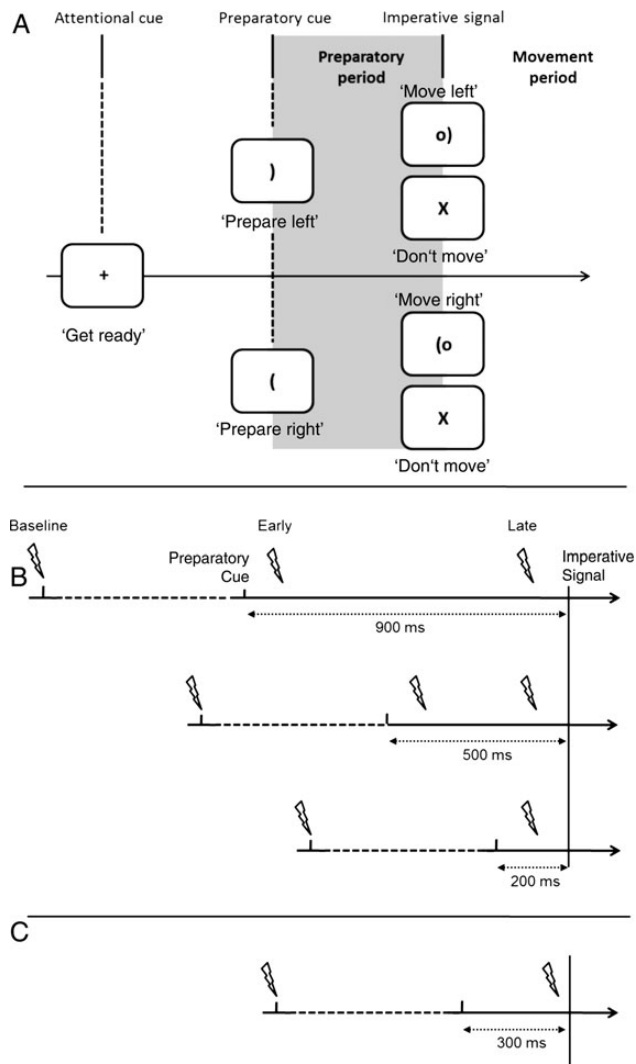 A
Attentional cue
Preparatory cue
Imperative signal
Preparatory period
Movement period
'Move left'
o)
)
X
'Prepare left'
'Don't move'
+
'Get ready'
'Move right'
(o
(
X
'Prepare right'
'Don't move'
Baseline
Early
Late
B
Preparatory Cue
Imperative Signal
900 ms
500 ms
200 ms
C
300 ms